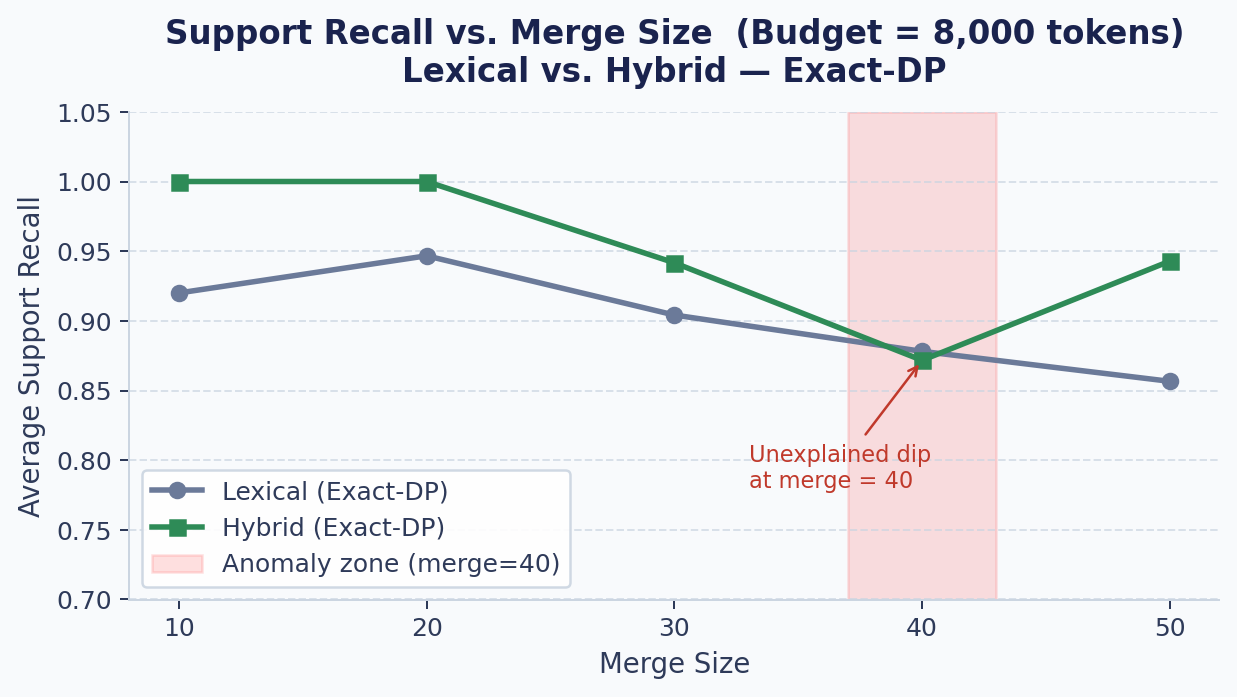 Support Recall vs. Merge Size  (Budget = 8,000 tokens)
Lexical vs. Hybrid — Exact-DP
Average Support Recall
1.05
1.00
0.95
0.90
0.85
0.80
0.75
0.70
Unexplained dip
at merge = 40
Lexical (Exact-DP)
Hybrid (Exact-DP)
Anomaly zone (merge=40)
10 20 30 40 50
Merge Size